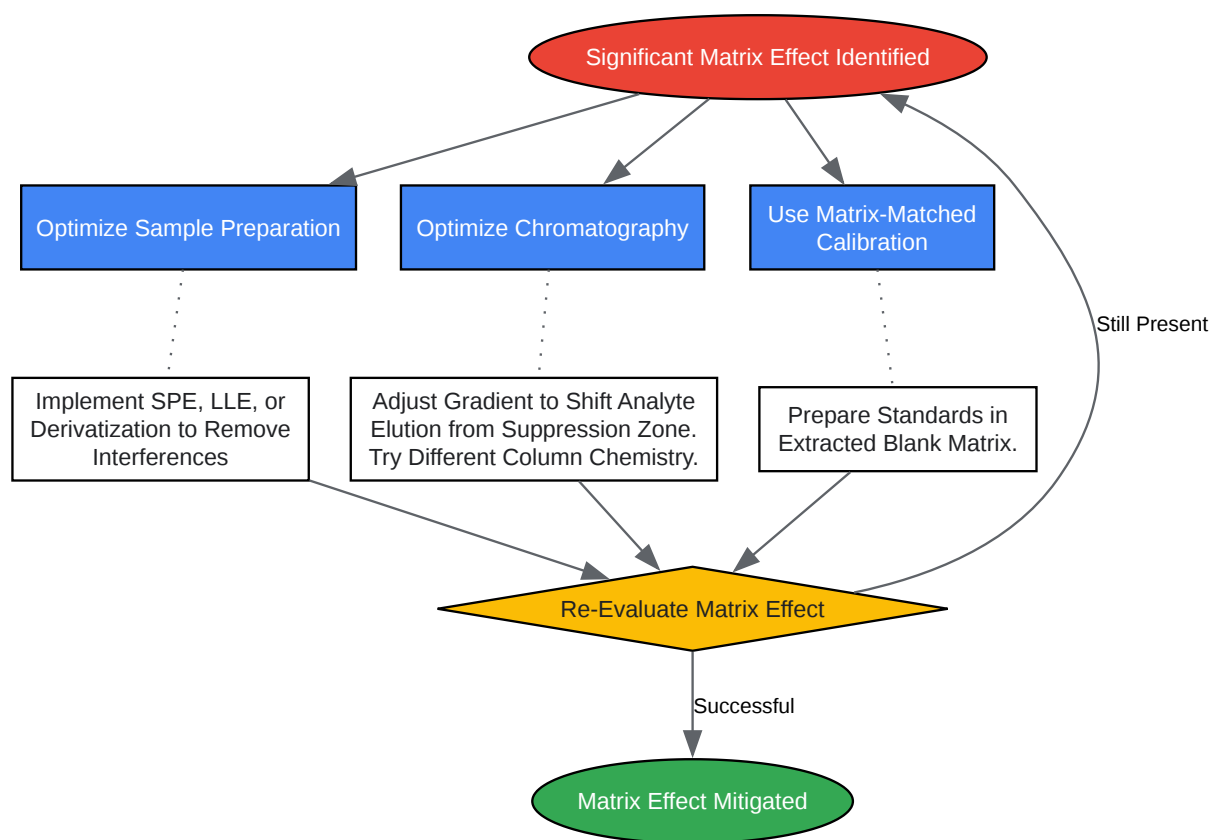 Significant Matrix Effect Identified
Optimize Sample Preparation
Optimize Chromatography
Use Matrix-Matched
Calibration
Still Present
Implement SPE, LLE, or
Derivatization to Remove
Interferences
Adjust Gradient to Shift Analyte
Elution from Suppression Zone.
Try Different Column Chemistry.
Prepare Standards in
Extracted Blank Matrix.
Re-Evaluate Matrix Effect
Successful
Matrix Effect Mitigated